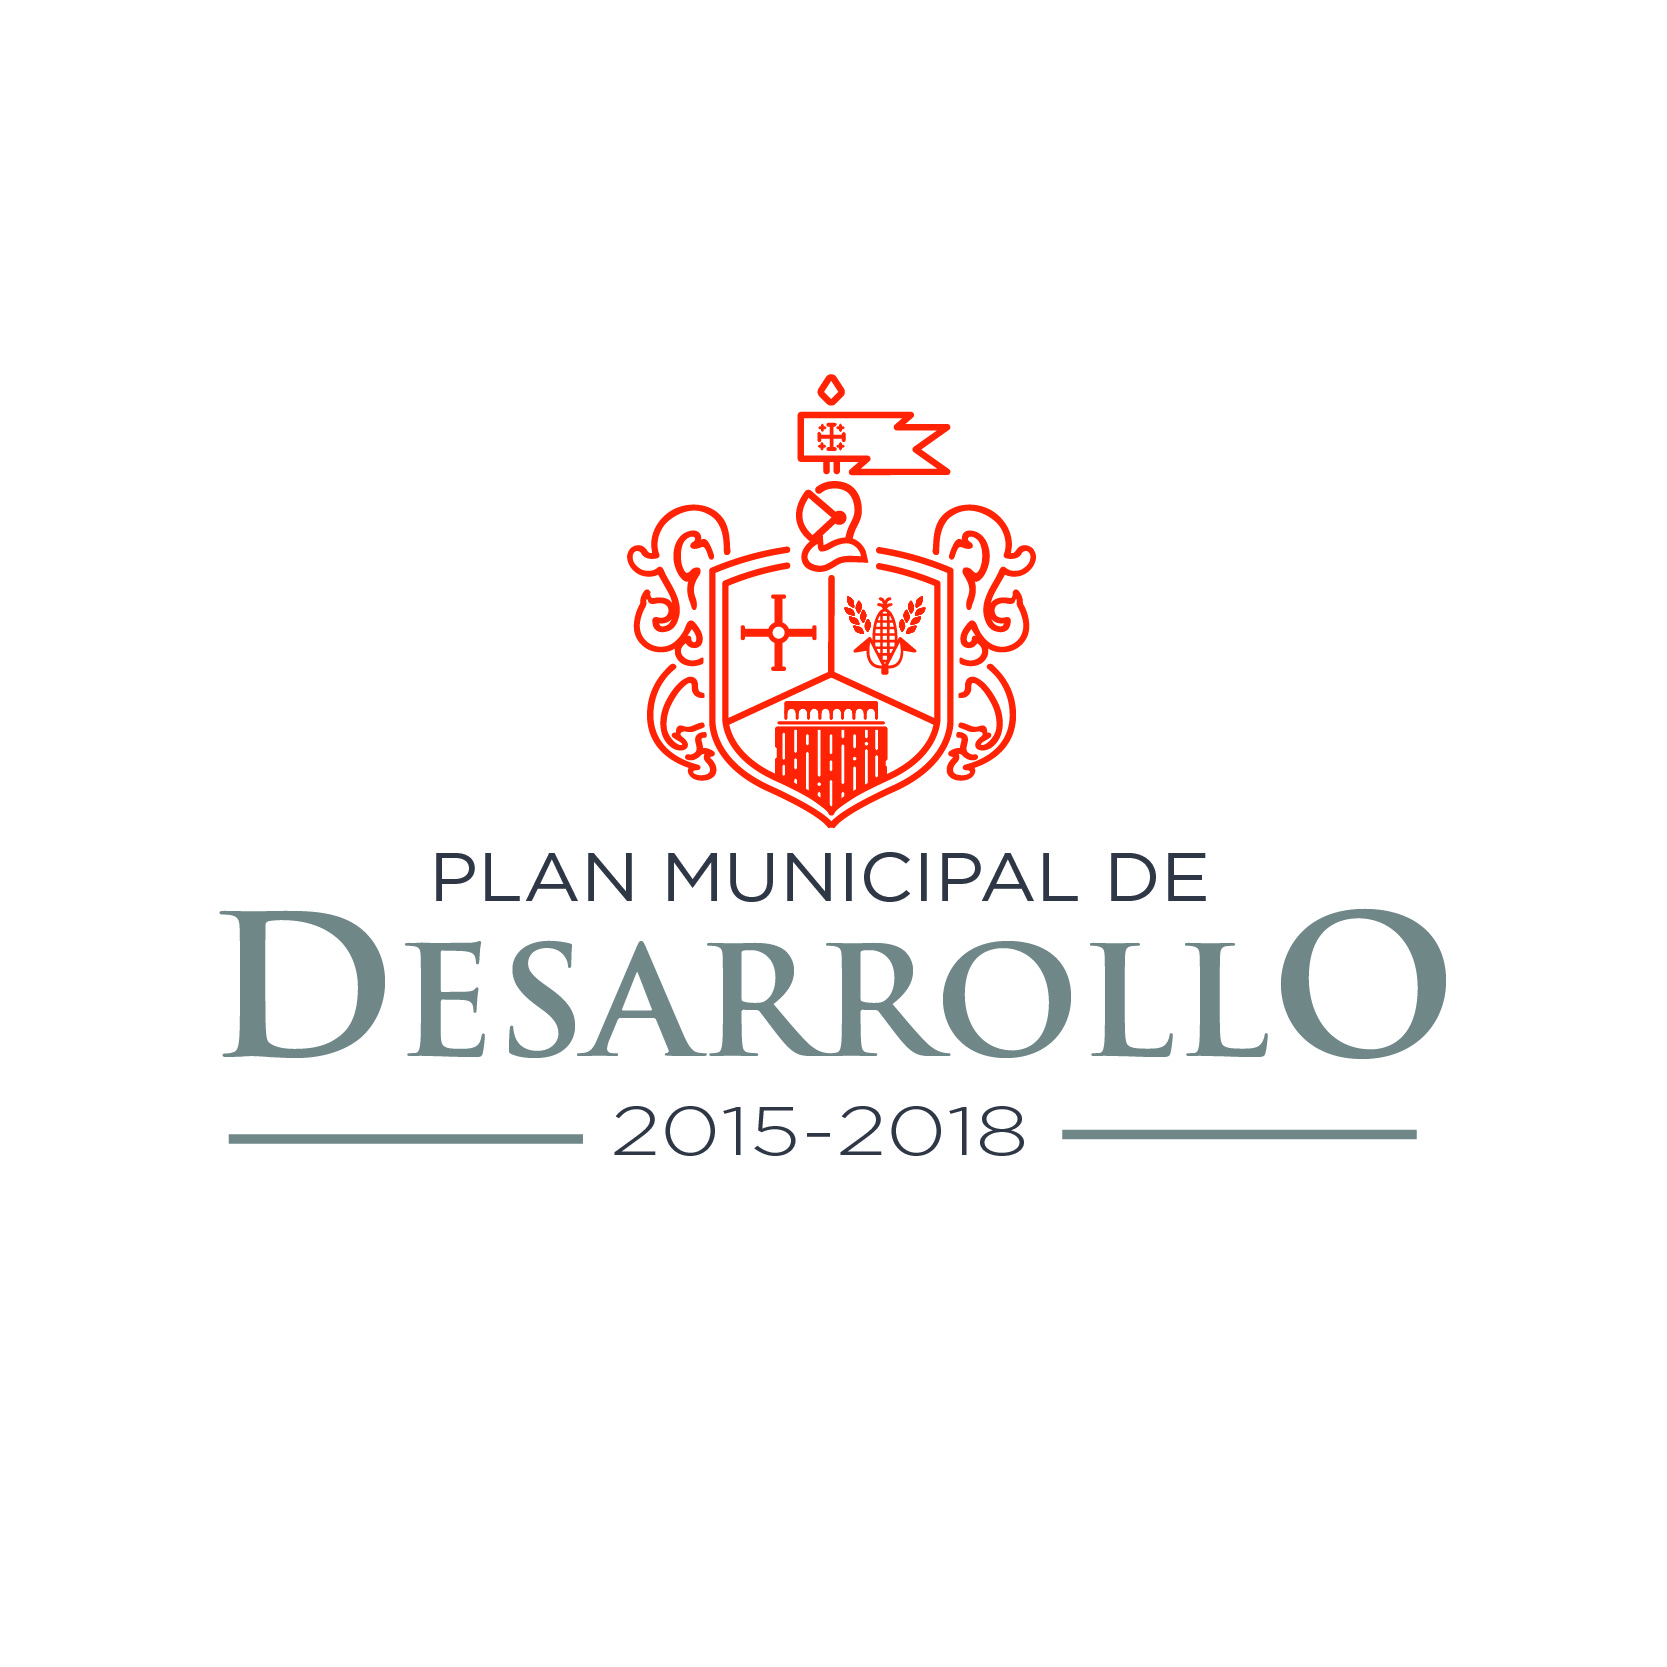 PLAN MUNICIPAL DE
DESARROLLO
2015-2018